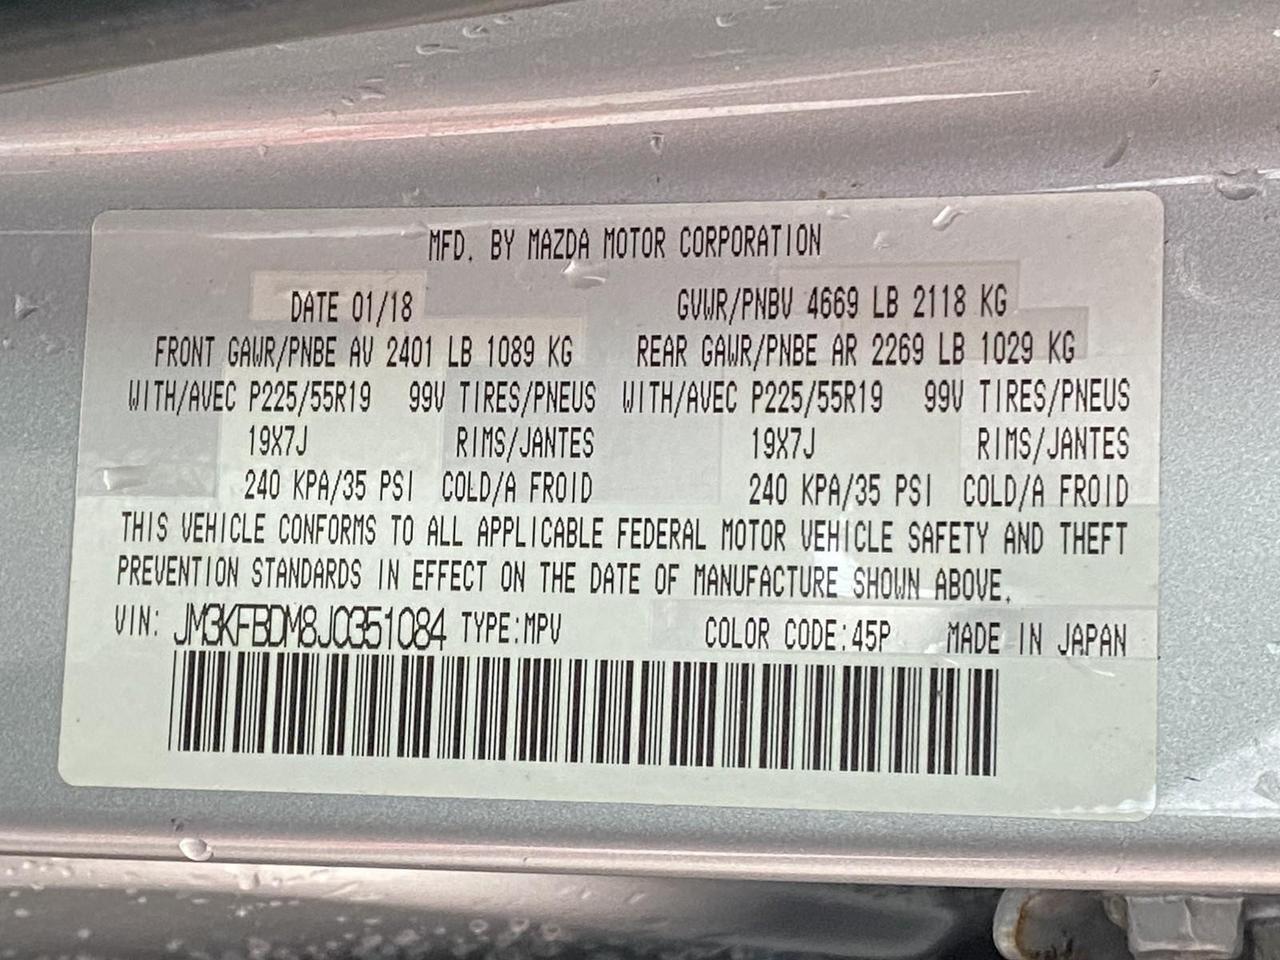 MFD. BY MAZDA MOTOR CORPORATION
DATE 01/18 GVWR/PNBV 4669 LB 2118 KG
FRONT GAWR/PNBE AV 2401 LB 1089 KG REAR GAWR/PNBE AR 2269 LB 1029 KG
WITH/AVEC P225/55R19 99V TIRES/PNEUS WITH/AVEC P225/55R19 99V TIRES/PNEUS
19X7J RIMS/JANTES 19X7J RIMS/JANTES
240 KPA/35 PSI COLD/A FROID 240 KPA/35 PSI COLD/A FROID
THIS VEHICLE CONFORMS TO ALL APPLICABLE FEDERAL MOTOR VEHICLE SAFETY AND THEFT
PREVENTION STANDARDS IN EFFECT ON THE DATE OF MANUFACTURE SHOWN ABOVE.
VIN: JM3KFBDM8J0351084 TYPE:MPV COLOR CODE:45P MADE IN JAPAN